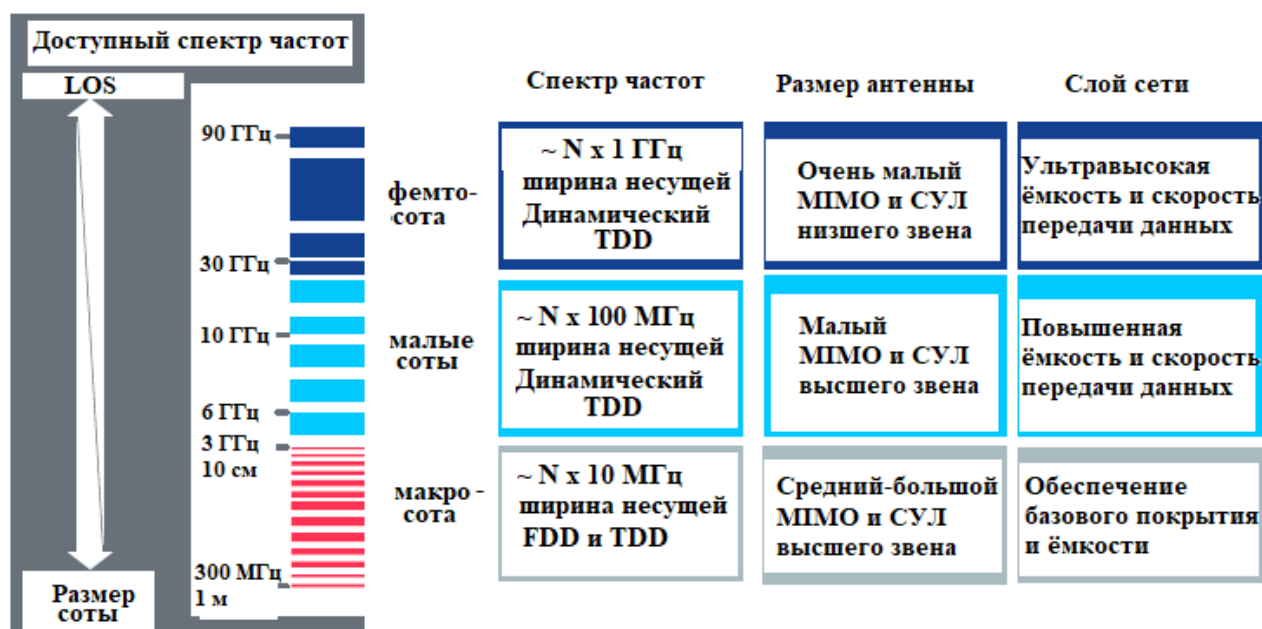 Доступный спектр частот
LOS
90 ГГц
30 ГГц
10 ГГц
6 ГГц
3 ГГц
10 см
300 МГц
1 м
Размер
соты
Спектр частот
Размер антенны
Слой сети
фемто-
сота
~ N x 1 ГГц
ширина несущей
Динамический
TDD
Очень малый
MIMO и СУЛ
низшего звена
Ультравысокая
ёмкость и скорость
передачи данных
малые
соты
~ N x 100 МГц
ширина несущей
Динамический
TDD
Малый
MIMO и СУЛ
высшего звена
Повышенная
ёмкость и скорость
передачи данных
макро -
сота
~ N x 10 МГц
ширина несущей
FDD и TDD
Средний-большой
MIMO и СУЛ
высшего звена
Обеспечение
базового покрытия
и ёмкости